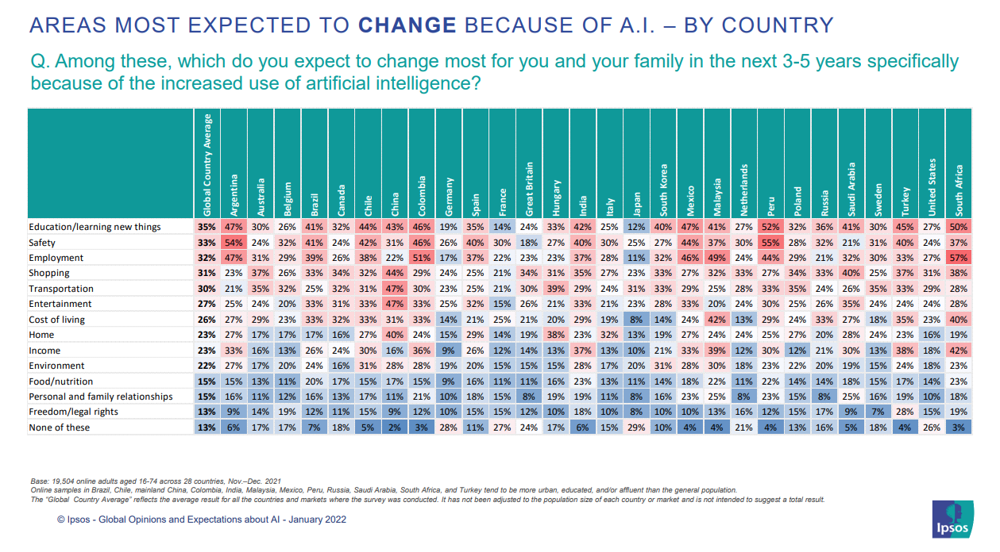 AREAS MOST EXPECTED TO CHANGE BECAUSE OF A.I. – BY COUNTRY
Q. Among these, which do you expect to change most for you and your family in the next 3-5 years specifically
because of the increased use of artificial intelligence?
Global Country Average Argentina Australia Belgium Brazil Canada Chile China Colombia Germany Spain France Great Britain Hungary India Italy Japan South Korea Mexico Malaysia Netherlands Peru Poland Russia Saudi Arabia Sweden Turkey United States South Africa
Education/learning new things 35% 47% 30% 26% 41% 32% 44% 43% 46% 19% 35% 14% 24% 33% 42% 25% 12% 40% 47% 41% 27% 52% 32% 36% 41% 30% 45% 27% 50%
Safety 33% 54% 24% 32% 41% 24% 42% 31% 46% 26% 40% 30% 18% 27% 40% 30% 25% 27% 44% 37% 30% 55% 28% 32% 21% 31% 40% 24% 37%
Employment 32% 47% 31% 29% 39% 26% 38% 22% 51% 17% 37% 22% 23% 23% 37% 28% 11% 32% 46% 49% 24% 44% 29% 21% 32% 30% 33% 27% 57%
Shopping 31% 23% 37% 26% 33% 34% 32% 44% 29% 24% 25% 21% 34% 31% 35% 27% 23% 33% 27% 32% 33% 27% 34% 33% 40% 25% 37% 31% 38%
Transportation 30% 21% 35% 32% 25% 32% 31% 47% 30% 23% 25% 21% 30% 39% 29% 24% 31% 33% 29% 25% 28% 33% 35% 24% 26% 35% 33% 29% 28%
Entertainment 27% 25% 24% 20% 33% 31% 33% 47% 33% 25% 32% 15% 26% 21% 33% 21% 23% 28% 33% 20% 24% 30% 25% 26% 35% 24% 24% 24% 28%
Cost of living 26% 27% 29% 23% 33% 32% 33% 31% 33% 14% 21% 25% 21% 20% 29% 19% 8% 14% 24% 42% 13% 29% 24% 33% 27% 18% 35% 23% 40%
Home 23% 27% 17% 17% 17% 16% 27% 40% 24% 15% 29% 14% 19% 38% 23% 32% 13% 19% 27% 24% 24% 25% 27% 20% 28% 24% 23% 16% 19%
Income 23% 33% 16% 13% 26% 24% 30% 16% 36% 9% 26% 12% 14% 13% 37% 13% 10% 21% 33% 39% 12% 30% 12% 21% 30% 13% 38% 18% 42%
Environment 22% 27% 17% 20% 24% 16% 31% 28% 28% 19% 20% 15% 15% 15% 28% 17% 20% 31% 28% 30% 18% 23% 22% 20% 19% 15% 24% 18% 23%
Food/nutrition 15% 15% 13% 11% 20% 17% 15% 17% 15% 9% 16% 11% 11% 16% 23% 13% 11% 14% 18% 22% 11% 22% 14% 14% 18% 15% 17% 14% 23%
Personal and family relationships 15% 16% 11% 12% 16% 13% 17% 11% 21% 10% 18% 15% 8% 19% 19% 11% 8% 16% 23% 25% 8% 23% 15% 8% 25% 16% 19% 10% 18%
Freedom/legal rights 13% 9% 14% 19% 12% 11% 15% 9% 12% 10% 15% 15% 12% 10% 18% 10% 8% 10% 10% 13% 16% 12% 15% 17% 9% 7% 28% 15% 19%
None of these 13% 6% 17% 17% 7% 18% 5% 2% 3% 28% 11% 27% 24% 17% 6% 15% 29% 10% 4% 4% 21% 4% 13% 16% 5% 18% 4% 26% 3%
Base: 19,504 online adults aged 16-74 across 28 countries, Nov.–Dec. 2021
Online samples in Brazil, Chile, mainland China, Colombia, India, Malaysia, Mexico, Peru, Russia, Saudi Arabia, South Africa, and Turkey tend to be more urban, educated, and/or affluent than the general population.
The "Global Country Average" reflects the average result for all the countries and markets where the survey was conducted. It has not been adjusted to the population size of each country or market and is not intended to suggest a total result.
© Ipsos - Global Opinions and Expectations about AI - January 2022
Ipsos